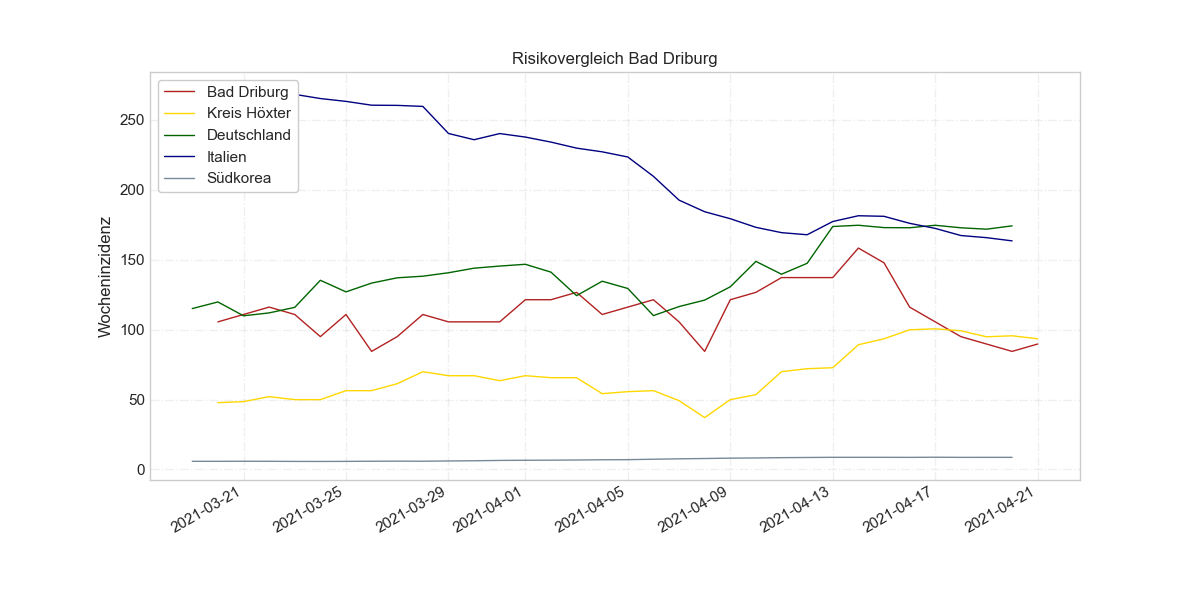 Risikovergleich Bad Driburg
Bad Driburg
Kreis Höxter
Deutschland
Italien
Südkorea
Wocheninzidenz
250
200
150
100
50
0
2021-03-21
2021-03-25
2021-03-29
2021-04-01
2021-04-05
2021-04-09
2021-04-13
2021-04-17
2021-04-21